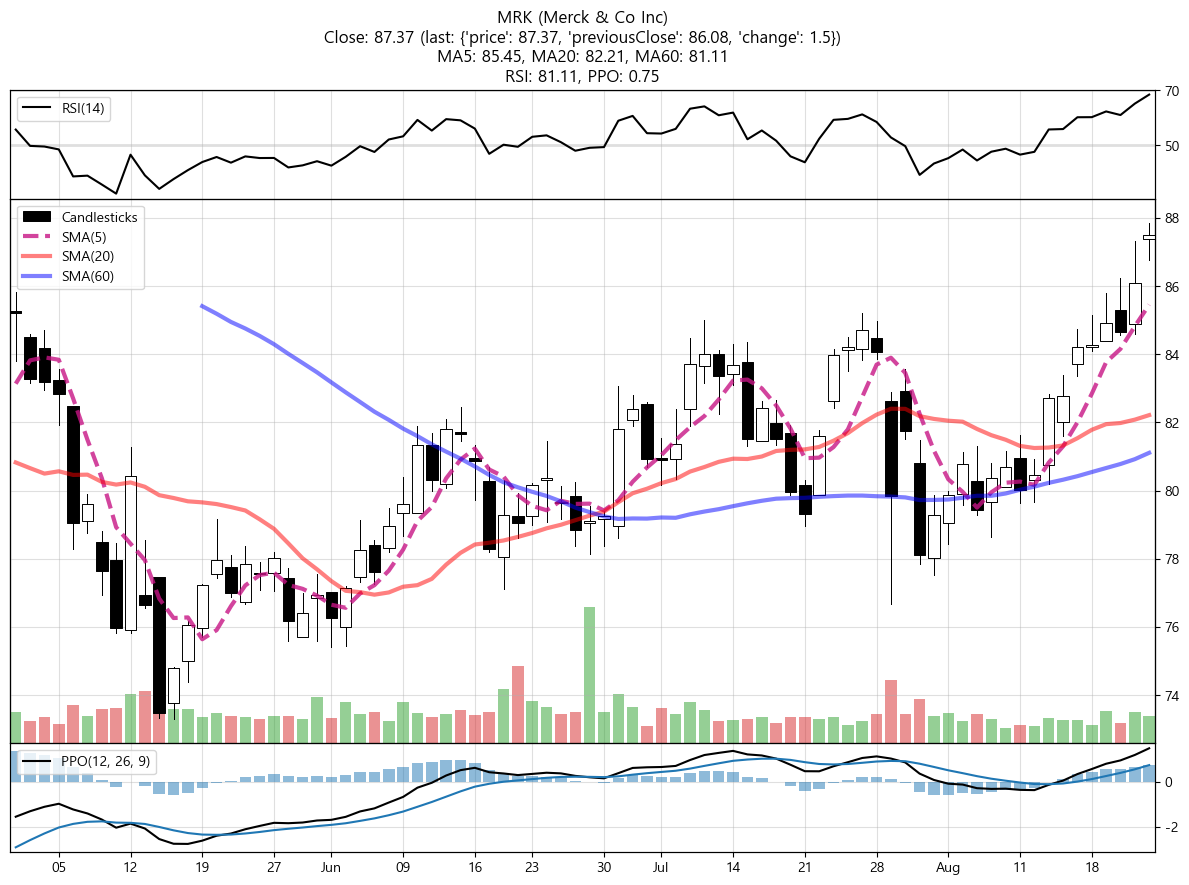 MRK (Merck & Co Inc)
Close: 87.37 (last: {'price': 87.37, 'previousClose': 86.08, 'change': 1.5})
MA5: 85.45, MA20: 82.21, MA60: 81.11
RSI: 81.11, PPO: 0.75
RSI(14)
70
50
Candlesticks
SMA(5)
SMA(20)
SMA(60)
88
86
84
82
80
78
76
74
PPO(12, 26, 9)
0
-2
05 12 19 27 Jun 09 16 23 30 Jul 14 21 28 Aug 11 18